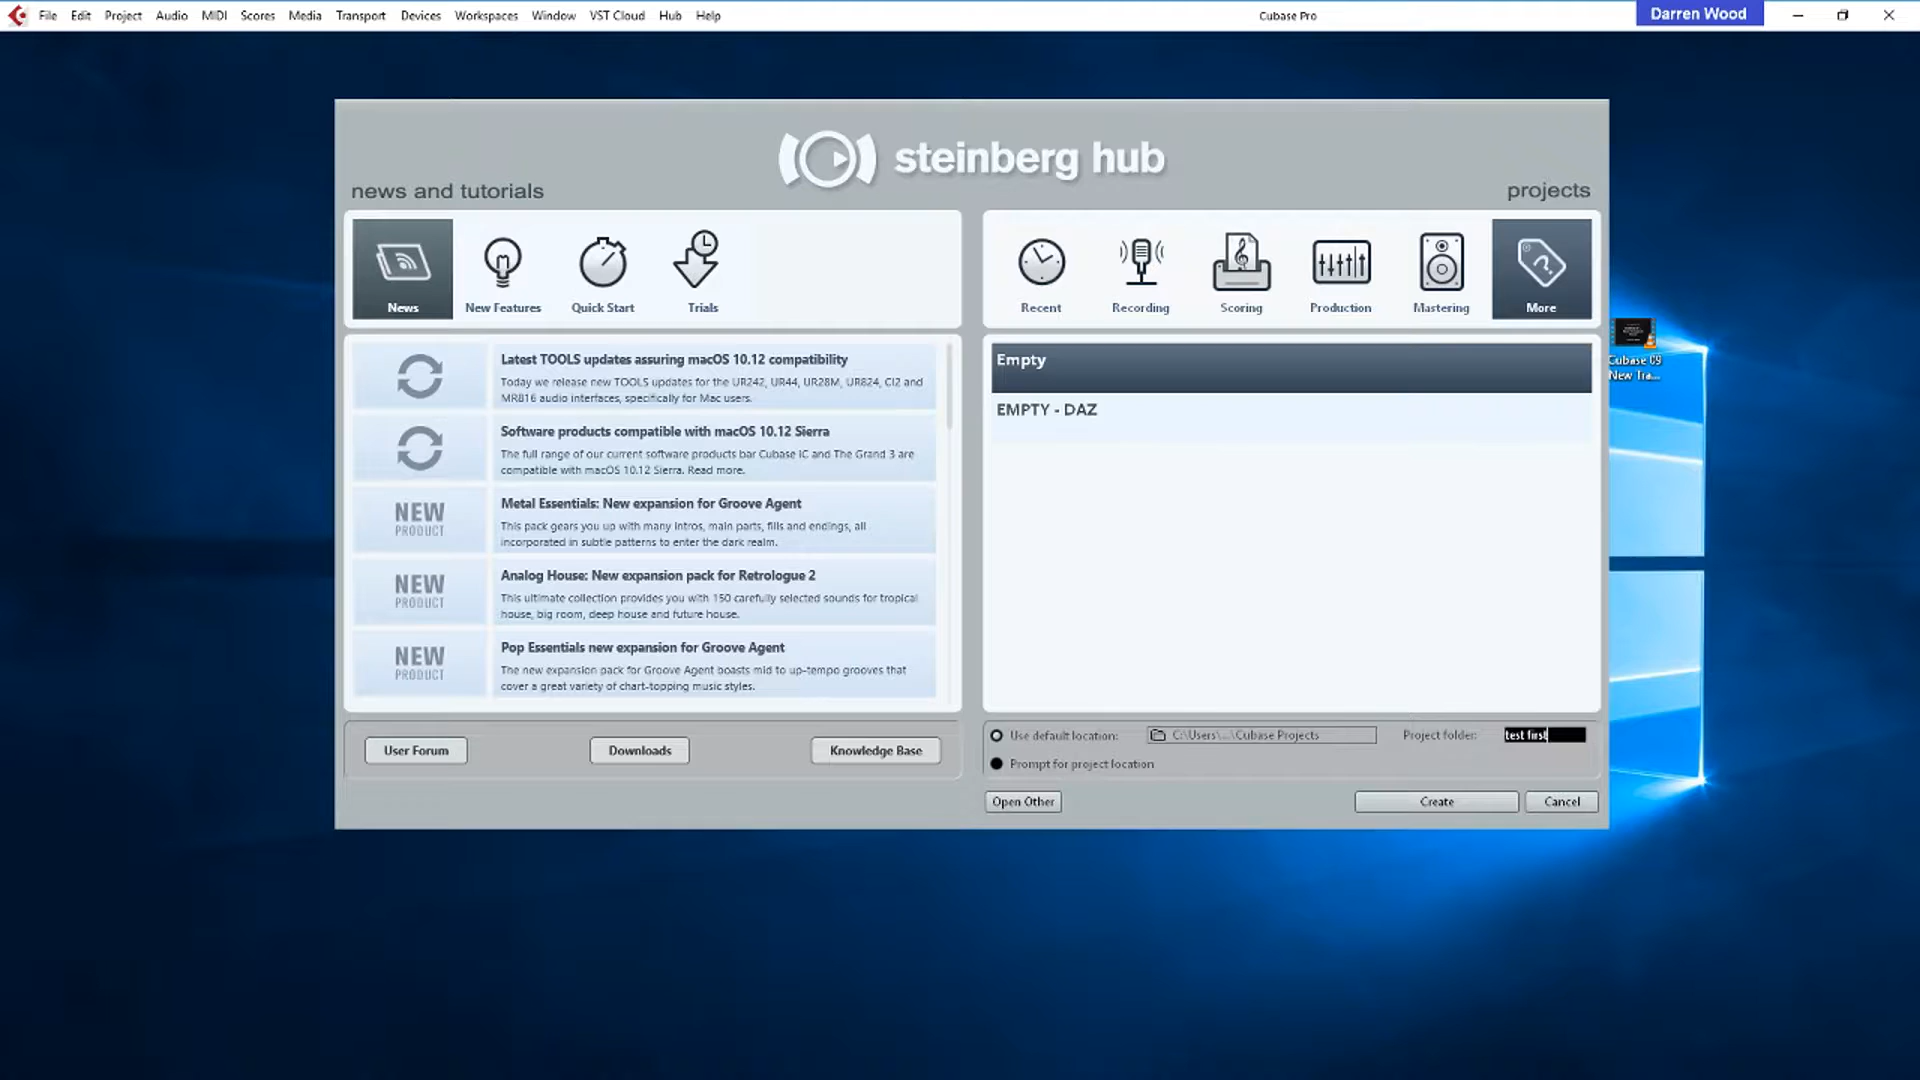 File Edit Project Audio MIDI Scores Media Transport Devices Workspaces Window VST Cloud Hub Help
Cubase Pro
Darren Wood
steinberg hub
news and tutorials
projects
News
New Features
Quick Start
Trials
Recent
Recording
Scoring
Production
Mastering
More
Latest TOOLS updates assuring macOS 10.12 compatibility
Today we release new TOOLS updates for the UR242, UR44, UR28M, UR824, CI2 and
MR816 audio interfaces, specifically for Mac users.
Software products compatible with macOS 10.12 Sierra
The full range of our current software products bar Cubase iC and The Grand 3 are
compatible with macOS 10.12 Sierra. Read more.
NEW
PRODUCT
Metal Essentials: New expansion for Groove Agent
This pack gears you up with many intros, main parts, fills and endings, all
incorporated in subtle patterns to enter the dark realm.
NEW
PRODUCT
Analog House: New expansion pack for Retrologue 2
This ultimate collection provides you with 150 carefully selected sounds for tropical
house, big room, deep house and future house.
NEW
PRODUCT
Pop Essentials new expansion for Groove Agent
The new expansion pack for Groove Agent boasts mid to up-tempo grooves that
cover a great variety of chart-topping music styles.
Empty
EMPTY - DAZ
Cubase 09
New Tra...
User Forum
Downloads
Knowledge Base
Use default location:
C:\Users\...\Cubase Projects
Project folder:
test first
Prompt for project location
Open Other
Create
Cancel